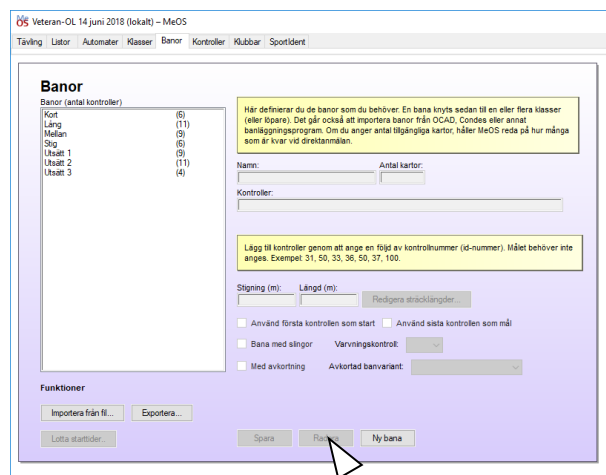 MeOS Veteran-OL 14 juni 2018 (lokalt) – MeOS
Tävling Listor Automater Klasser Banor Kontroller Klubbar SportIdent
Banor
Banor (antal kontroller)
Kort (6)
Lång (11)
Mellan (9)
Stig (6)
Utsätt 1 (9)
Utsätt 2 (11)
Utsätt 3 (4)
Här definierar du de banor som du behöver. En bana knyts sedan till en eller flera klasser
(eller löpare). Det går också att importera banor från OCAD, Condes eller annat
banläggningsprogram. Om du anger antal tillgängliga kartor, håller MeOS reda på hur många
som är kvar vid direktanmälan.
Namn: Antal kartor:
Kontroller:
Lägg till kontroller genom att ange en följd av kontrollnummer (id-nummer). Målet behöver inte
anges. Exempel: 31, 50, 33, 36, 50, 37, 100.
Stigning (m): Längd (m):
Redigera sträcklängder...
Använd första kontrollen som start Använd sista kontrollen som mål
Bana med slingor Varvningskontroll:
Med avkortning Avkortad banvariant:
Funktioner
Importera från fil... Exportera...
Lotta starttider.. Spara Radera Ny bana